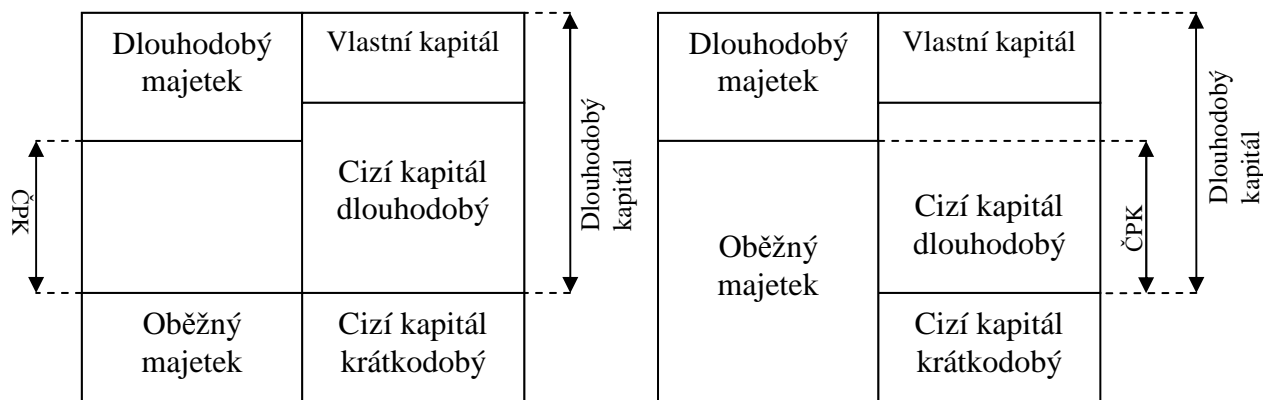 Dlouhodobý
majetek
Vlastní kapitál
Cizí kapitál
dlouhodobý
Oběžný
majetek
Cizí kapitál
krátkodobý
ČPK
Dlouhodobý
kapitál
Dlouhodobý
majetek
Vlastní kapitál
Oběžný
majetek
Cizí kapitál
dlouhodobý
Cizí kapitál
krátkodobý
ČPK
Dlouhodobý
kapitál